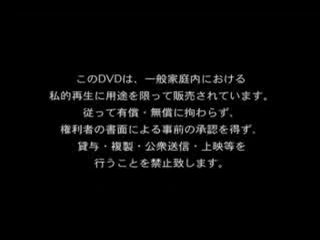 このDVDは、一般家庭内における
私的再生に用途を限って販売されています。
従って有償・無償に拘わらず、
権利者の書面による事前の承認を得ず、
貸与・複製・公衆送信・上映等を
行うことを禁止致します。